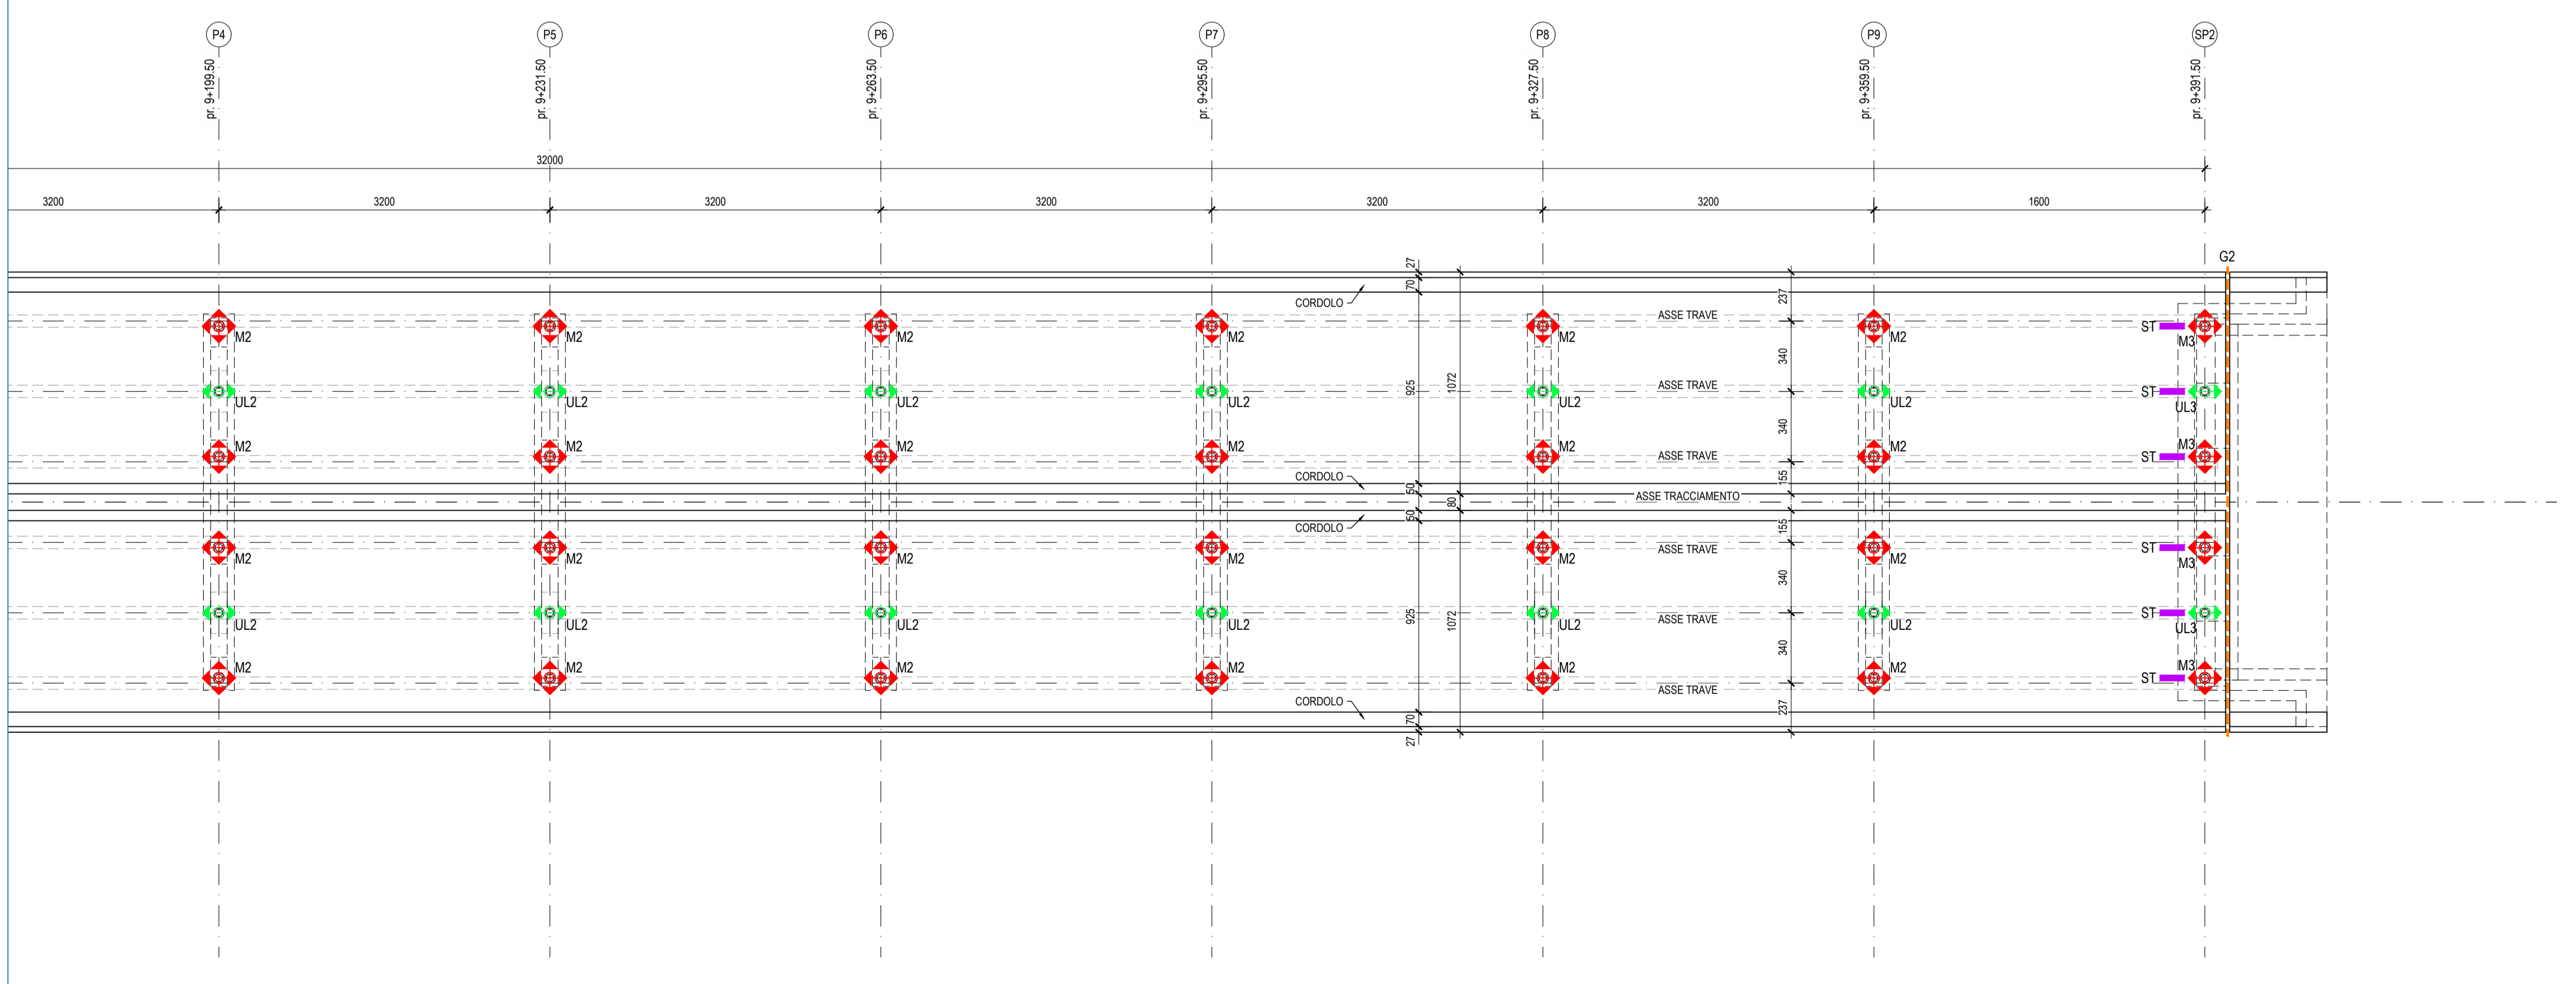 P4 P5 P6 P7 P8 P9 SP2
pr. 9+199.50 pr. 9+231.50 pr. 9+263.50 pr. 9+295.50 pr. 9+327.50 pr. 9+359.50 pr. 9+391.50
32000
3200 3200 3200 3200 3200 3200 1600
G2
27
70
CORDOLO
237
ASSE TRAVE
ST
M2 M2 M2 M2 M2 M2 M3
340
925 1072
ASSE TRAVE
ST
UL2 UL2 UL2 UL2 UL2 UL2 UL3
340
M2 M2 M2 M2 M2 M2 M3
ASSE TRAVE
ST
CORDOLO
155
50
80
ASSE TRACCIAMENTO
50
CORDOLO
155
ASSE TRAVE
ST
M2 M2 M2 M2 M2 M2 M3
340
925 1072
ASSE TRAVE
ST
UL2 UL2 UL2 UL2 UL2 UL2 UL3
340
M2 M2 M2 M2 M2 M2 M3
ASSE TRAVE
ST
CORDOLO
237
70
27